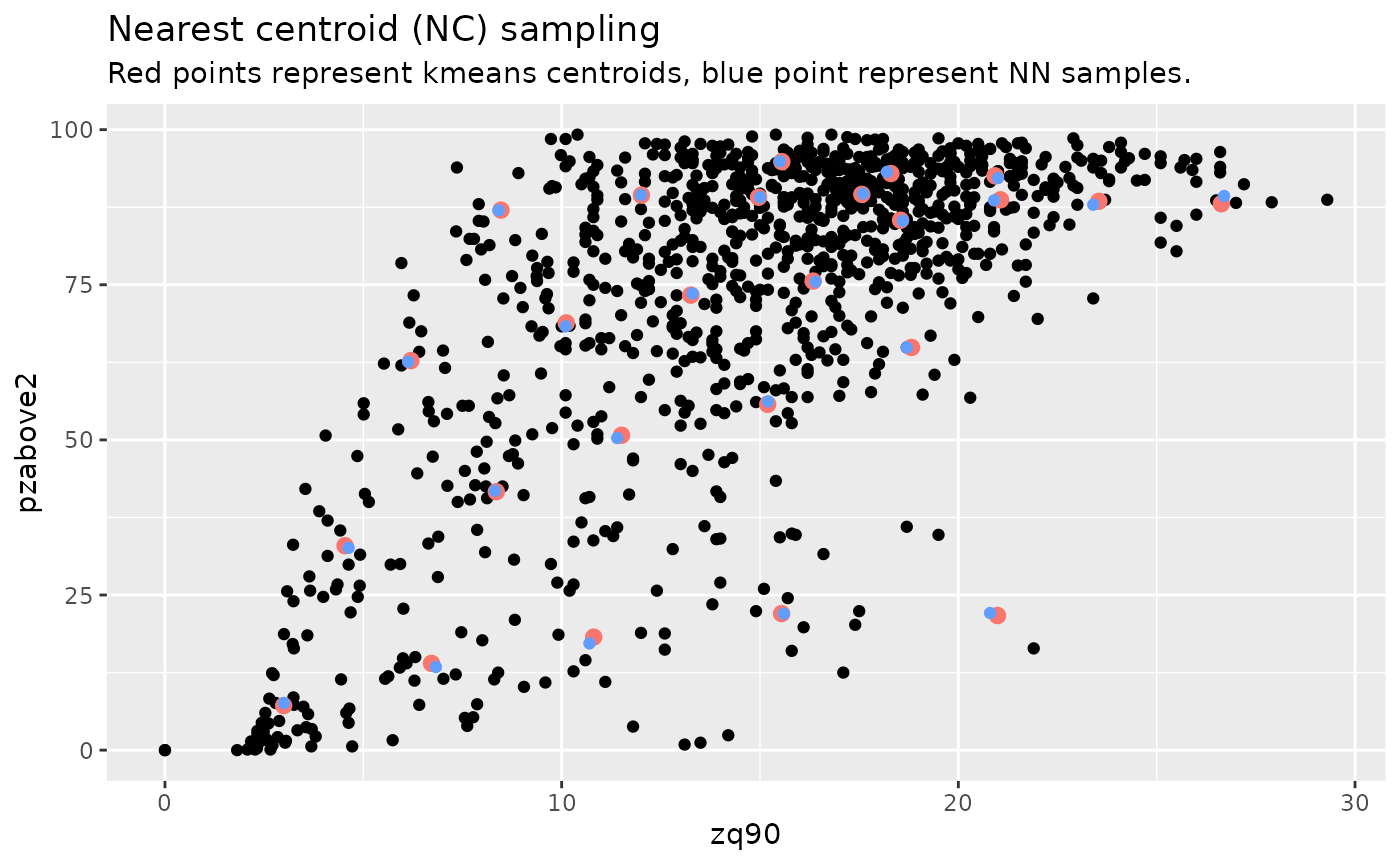 Nearest centroid (NC) sampling
Red points represent kmeans centroids, blue point represent NN samples.
100
75
50
25
0
pzabove2
0 10 20 30
zq90